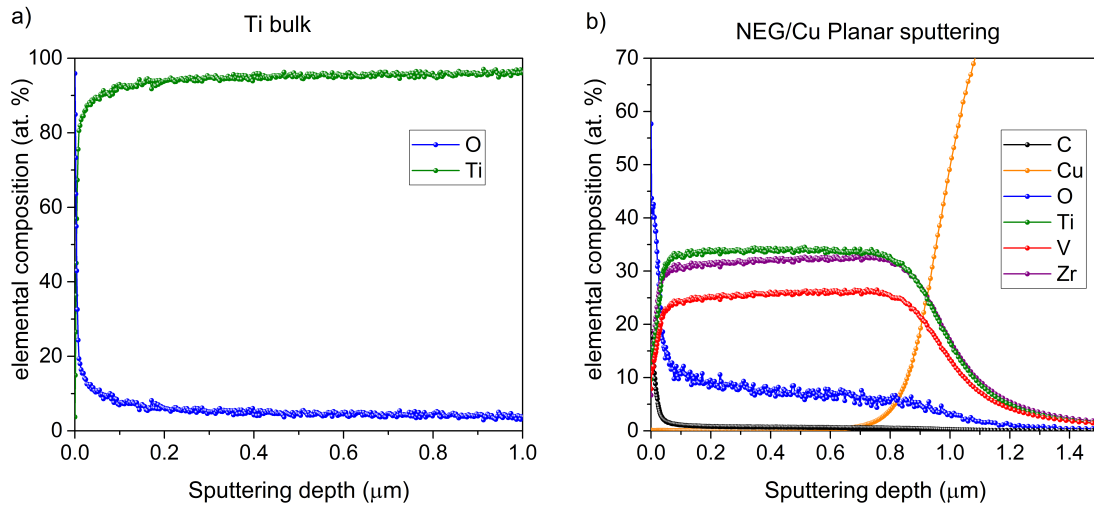 a)
Ti bulk
elemental composition (at. %)
100
80
60
40
20
0
O
Ti
0.0 0.2 0.4 0.6 0.8 1.0
Sputtering depth (μm)
b)
NEG/Cu Planar sputtering
elemental composition (at. %)
70
60
50
40
30
20
10
0
C
Cu
O
Ti
V
Zr
0.0 0.2 0.4 0.6 0.8 1.0 1.2 1.4
Sputtering depth (μm)